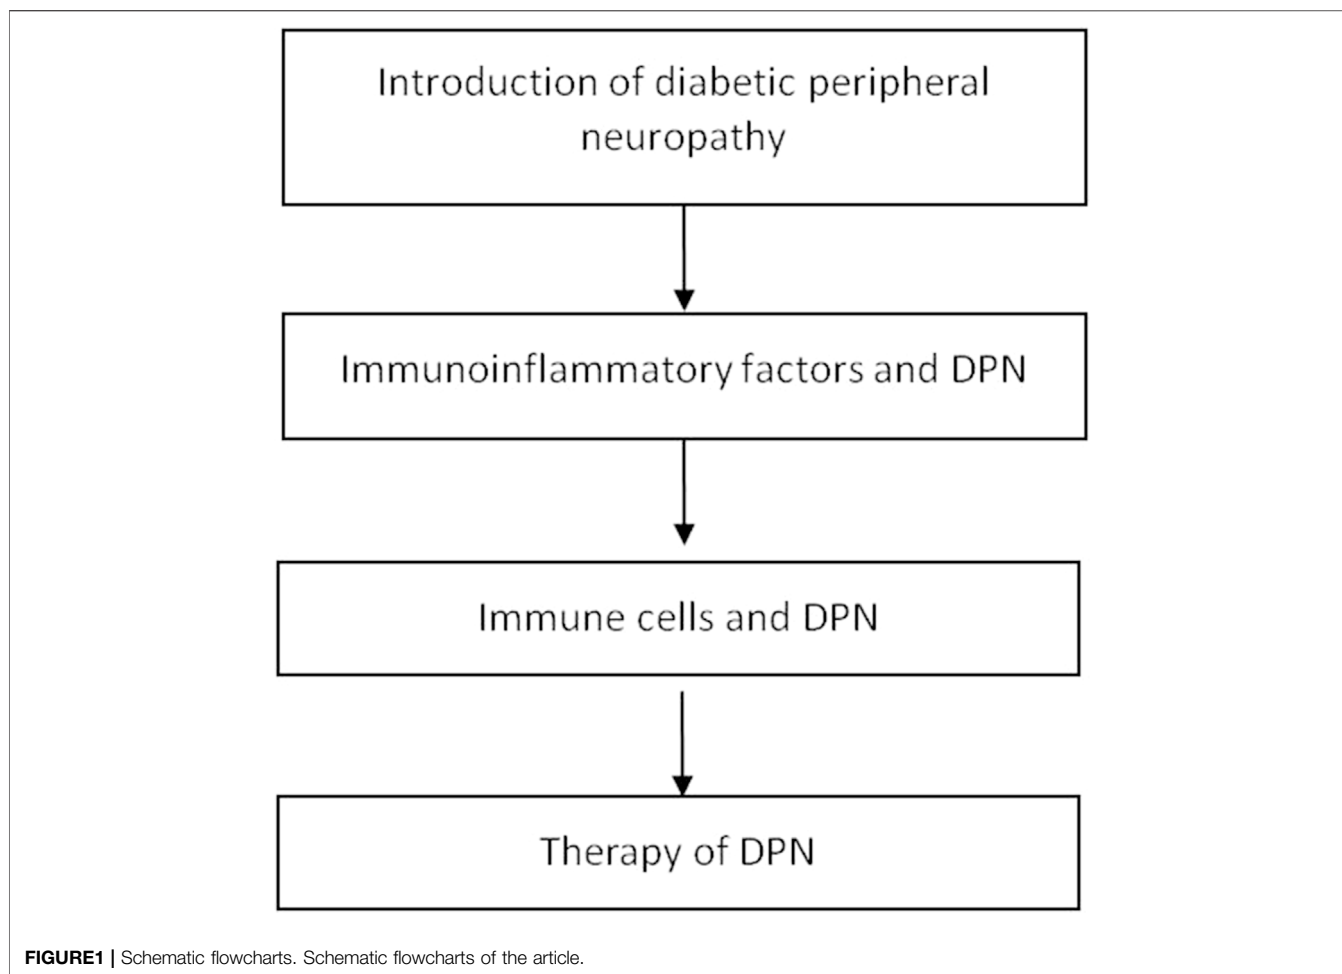 Introduction of diabetic peripheral
neuropathy
Immunoinflammatory factors and DPN
Immune cells and DPN
Therapy of DPN
FIGURE1 | Schematic flowcharts. Schematic flowcharts of the article.